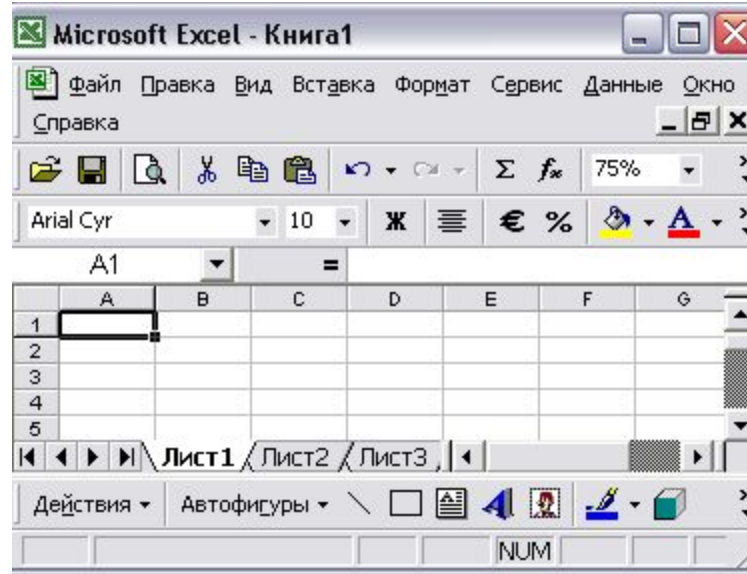 Microsoft Excel - Книга1
Файл Правка Вид Вставка Формат Сервис Данные Окно
Справка
Σ fx 75%
Arial Cyr 10 Ж € % А
A1 =
A B C D E F G
1
2
3
4
5
Лист1 Лист2 Лист3
Действия Автофигуры
NUM